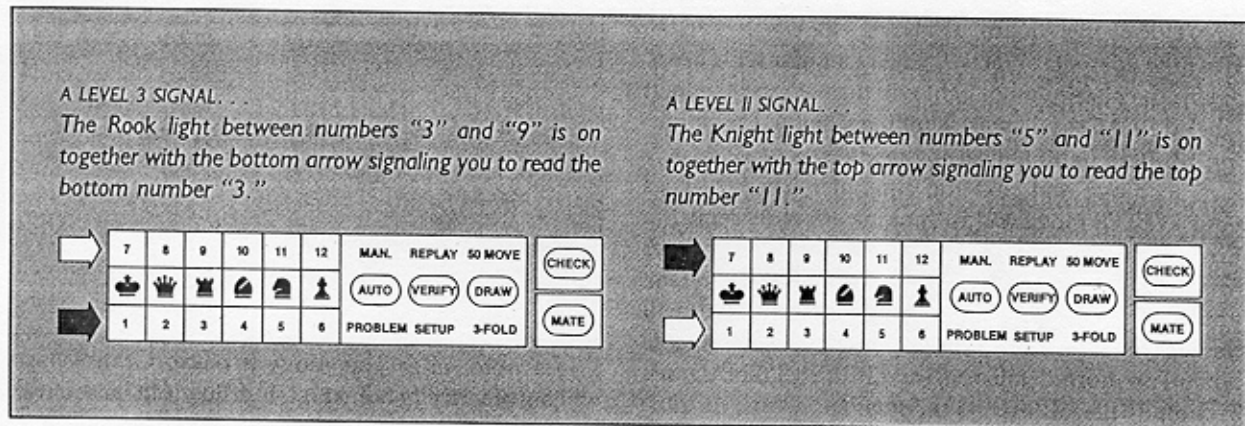 A LEVEL 3 SIGNAL. . .
The Rook light between numbers “3” and “9” is on
together with the bottom arrow signaling you to read the
bottom number “3.”
7 8 9 10 11 12
MAN. REPLAY 50 MOVE
CHECK
AUTO VERIFY DRAW
1 2 3 4 5 6
PROBLEM SETUP 3-FOLD
MATE
A LEVEL II SIGNAL. . .
The Knight light between numbers “5” and “11” is on
together with the top arrow signaling you to read the top
number “11.”
7 8 9 10 11 12
MAN. REPLAY 50 MOVE
CHECK
AUTO VERIFY DRAW
1 2 3 4 5 6
PROBLEM SETUP 3-FOLD
MATE